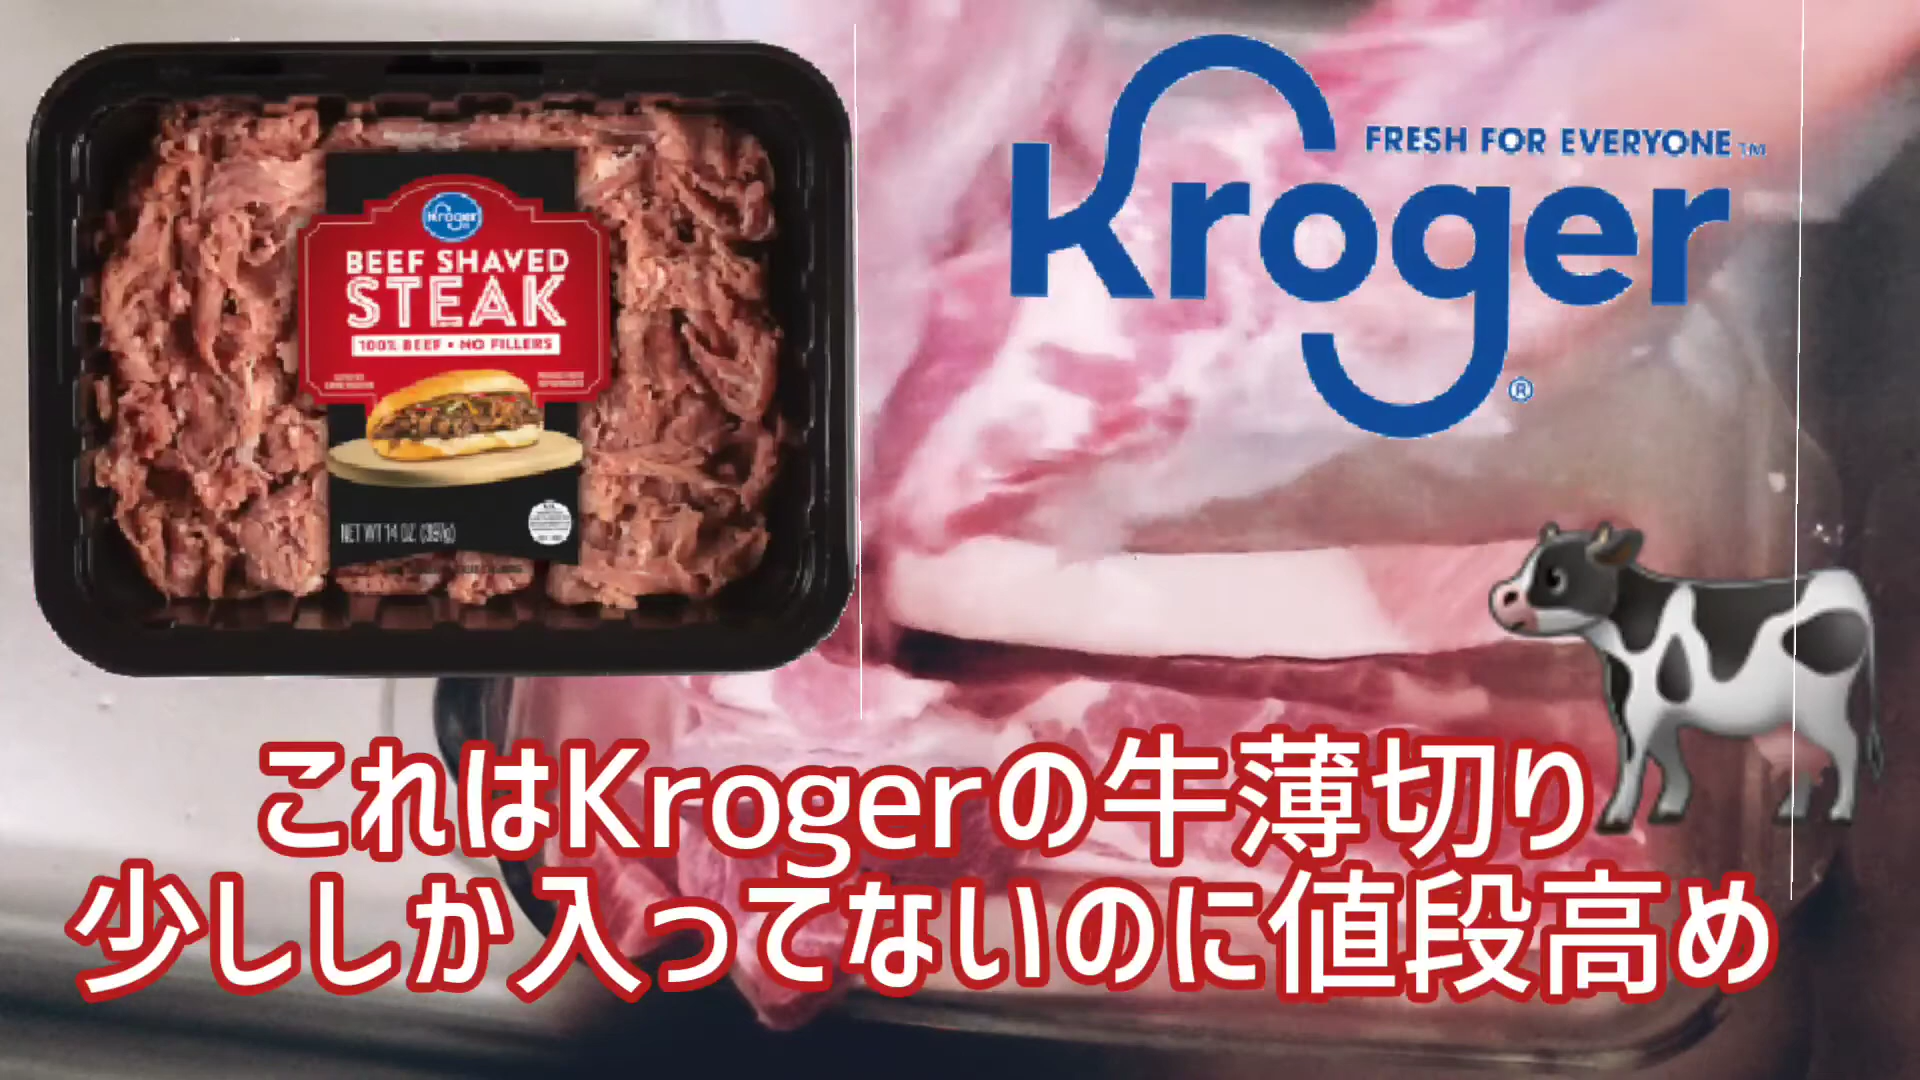 Kroger
BEEF SHAVED
STEAK
100% BEEF • NO FILLERS
NET WT 14 OZ (397g)
FRESH FOR EVERYONE™
Kroger®
これはKrogerの牛薄切り
少ししか入ってないのに値段高め